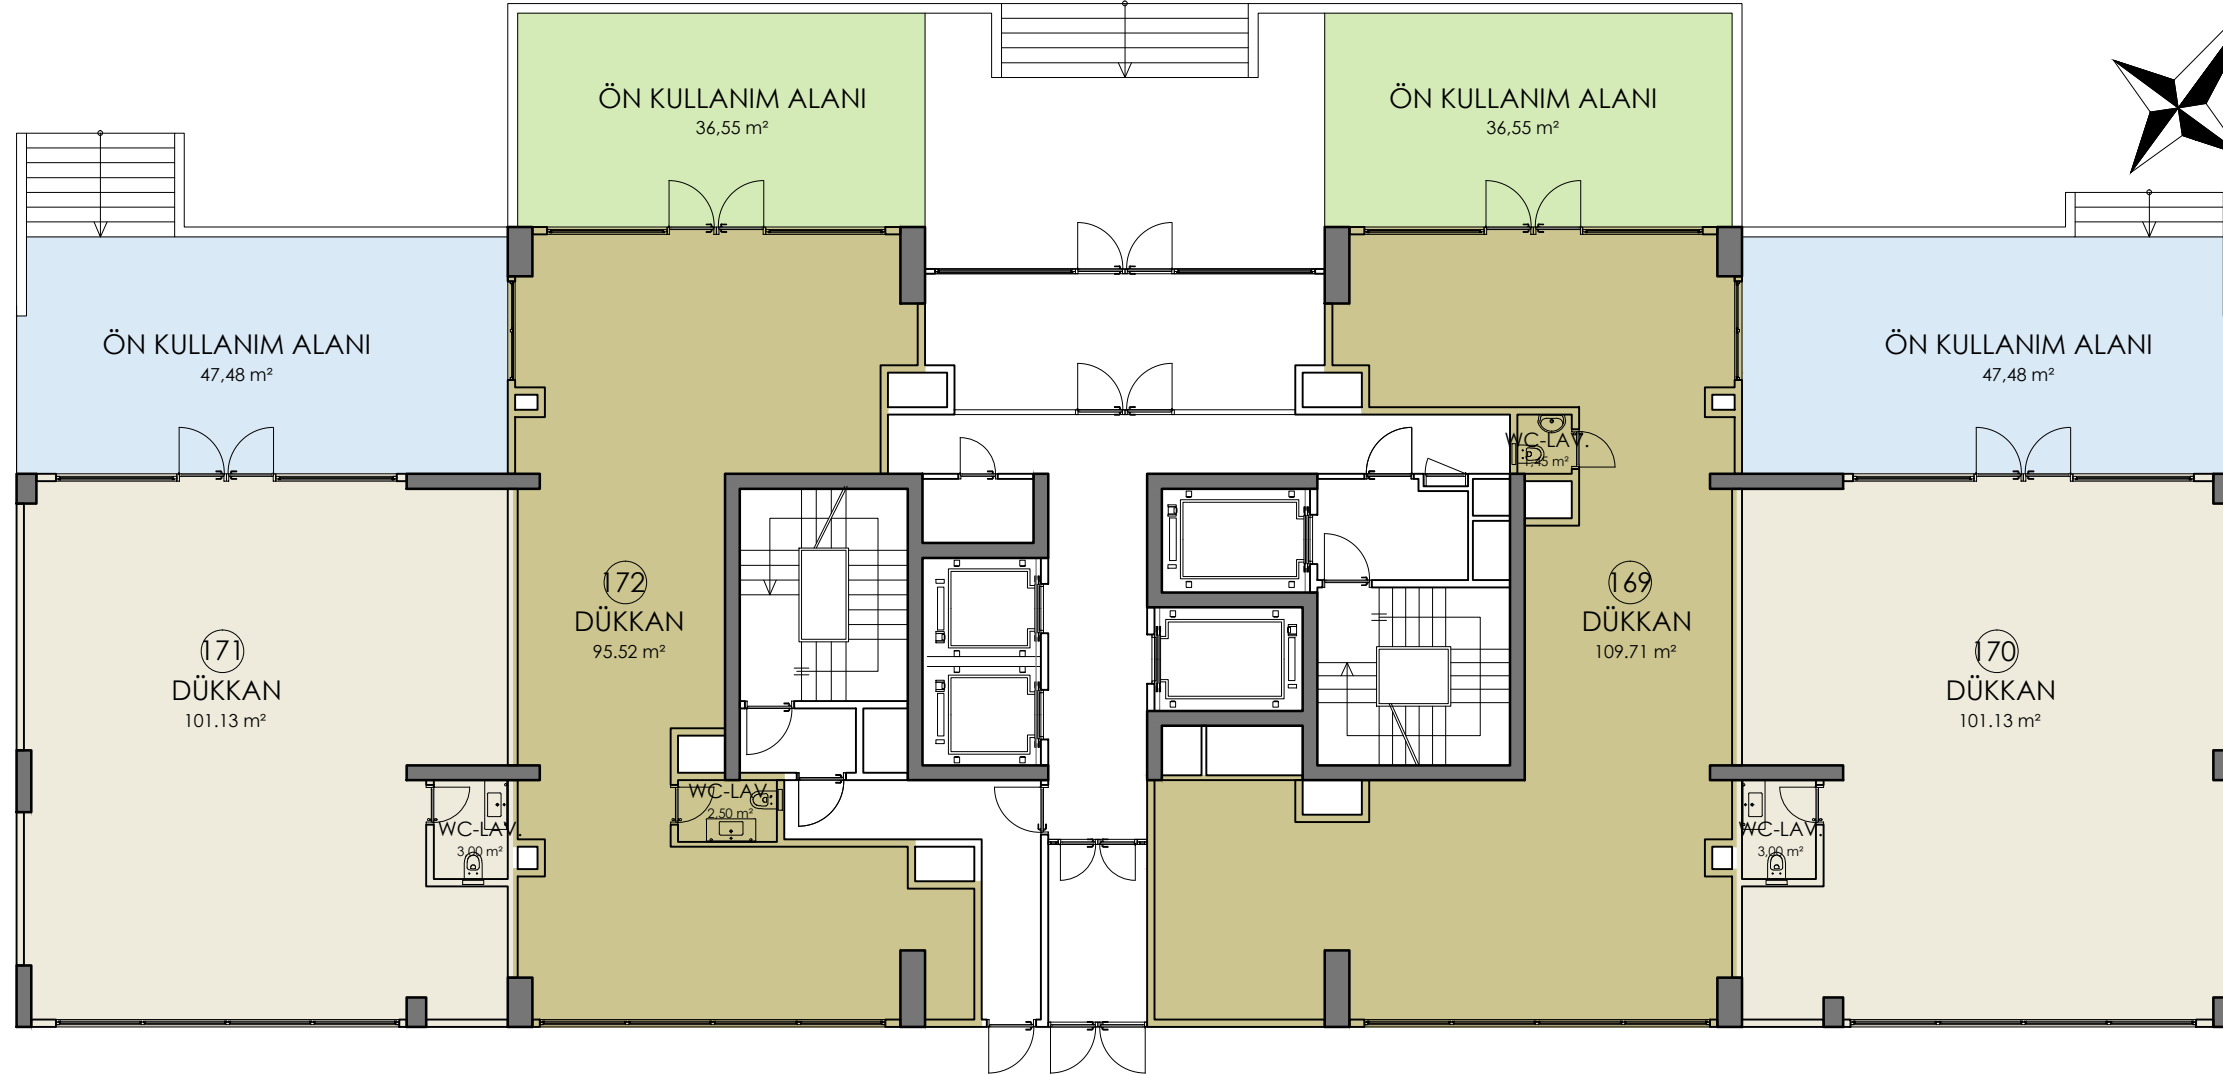 ÖN KULLANIM ALANI
36,55 m²
ÖN KULLANIM ALANI
36,55 m²
ÖN KULLANIM ALANI
47,48 m²
ÖN KULLANIM ALANI
47,48 m²
WC-LAV.
1,45 m²
172
DÜKKAN
95.52 m²
169
DÜKKAN
109.71 m²
171
DÜKKAN
101.13 m²
170
DÜKKAN
101.13 m²
WC-LAV.
2,50 m²
WC-LAV.
3,00 m²
WC-LAV.
3,00 m²